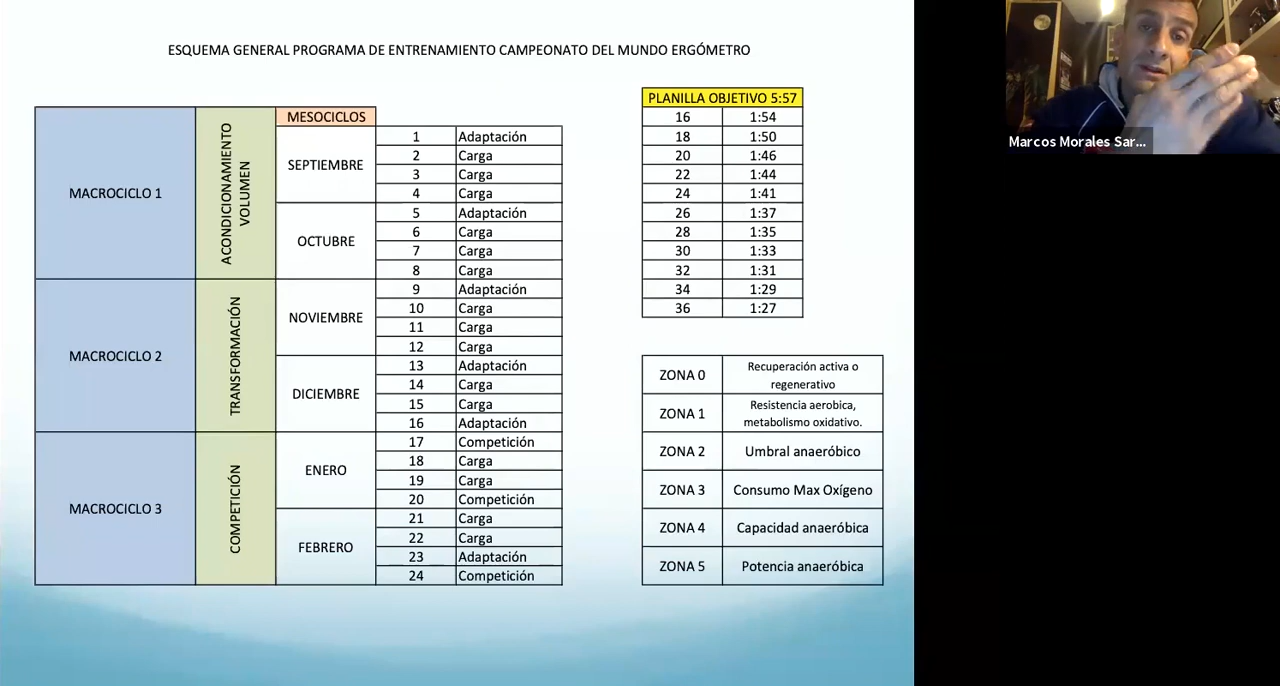 ESQUEMA GENERAL PROGRAMA DE ENTRENAMIENTO CAMPEONATO DEL MUNDO ERGÓMETRO
MACROCICLO 1
ACONDICIONAMIENTO
VOLUMEN
MESOCICLOS
SEPTIEMBRE
1 Adaptación
2 Carga
3 Carga
4 Carga
OCTUBRE
5 Adaptación
6 Carga
7 Carga
8 Carga
MACROCICLO 2
TRANSFORMACIÓN
NOVIEMBRE
9 Adaptación
10 Carga
11 Carga
12 Carga
DICIEMBRE
13 Adaptación
14 Carga
15 Carga
16 Adaptación
MACROCICLO 3
COMPETICIÓN
ENERO
17 Competición
18 Carga
19 Carga
20 Competición
FEBRERO
21 Carga
22 Carga
23 Adaptación
24 Competición
PLANILLA OBJETIVO 5:57
16 1:54
18 1:50
20 1:46
22 1:44
24 1:41
26 1:37
28 1:35
30 1:33
32 1:31
34 1:29
36 1:27
ZONA 0 Recuperación activa o
regenerativo
ZONA 1 Resistencia aerobica,
metabolismo oxidativo.
ZONA 2 Umbral anaeróbico
ZONA 3 Consumo Max Oxígeno
ZONA 4 Capacidad anaeróbica
ZONA 5 Potencia anaeróbica
Marcos Morales Sar...